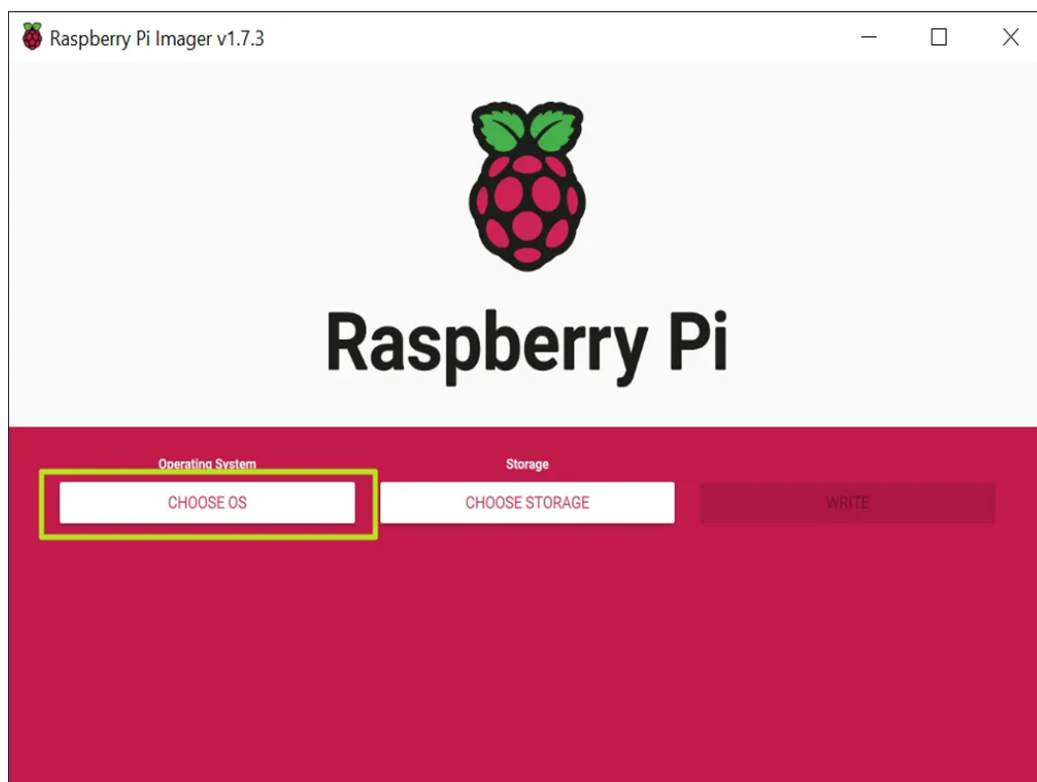 Raspberry Pi Imager v1.7.3
Raspberry Pi
Operating System
Storage
CHOOSE OS
CHOOSE STORAGE
WRITE